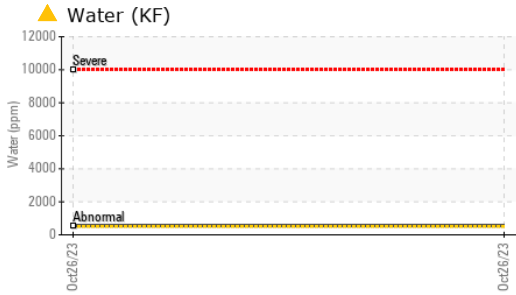 Water (KF)
12000
10000
8000
6000
4000
2000
0
Water (ppm)
Severe
Abnormal
Oct26/23
Oct26/23